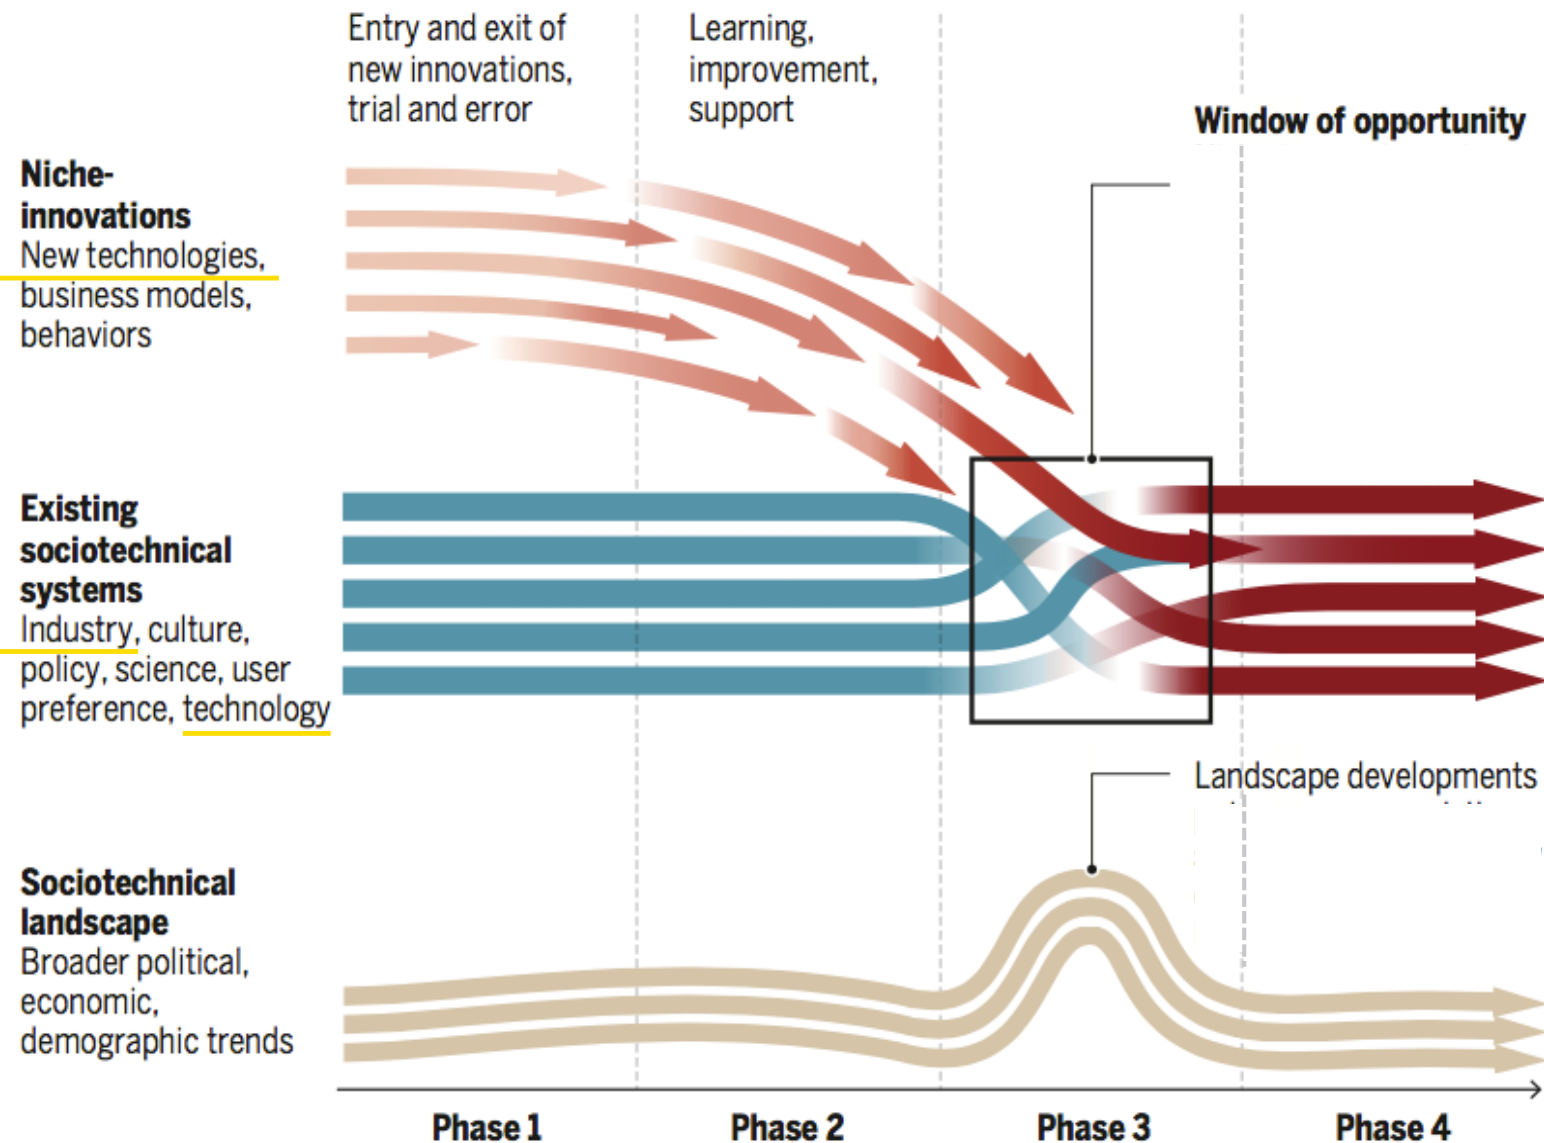 Entry and exit of
new innovations,
trial and error
Learning,
improvement,
support
Window of opportunity
Niche-
innovations
New technologies,
business models,
behaviors
Existing
sociotechnical
systems
Industry, culture,
policy, science, user
preference, technology
Landscape developments
Sociotechnical
landscape
Broader political,
economic,
demographic trends
Phase 1
Phase 2
Phase 3
Phase 4